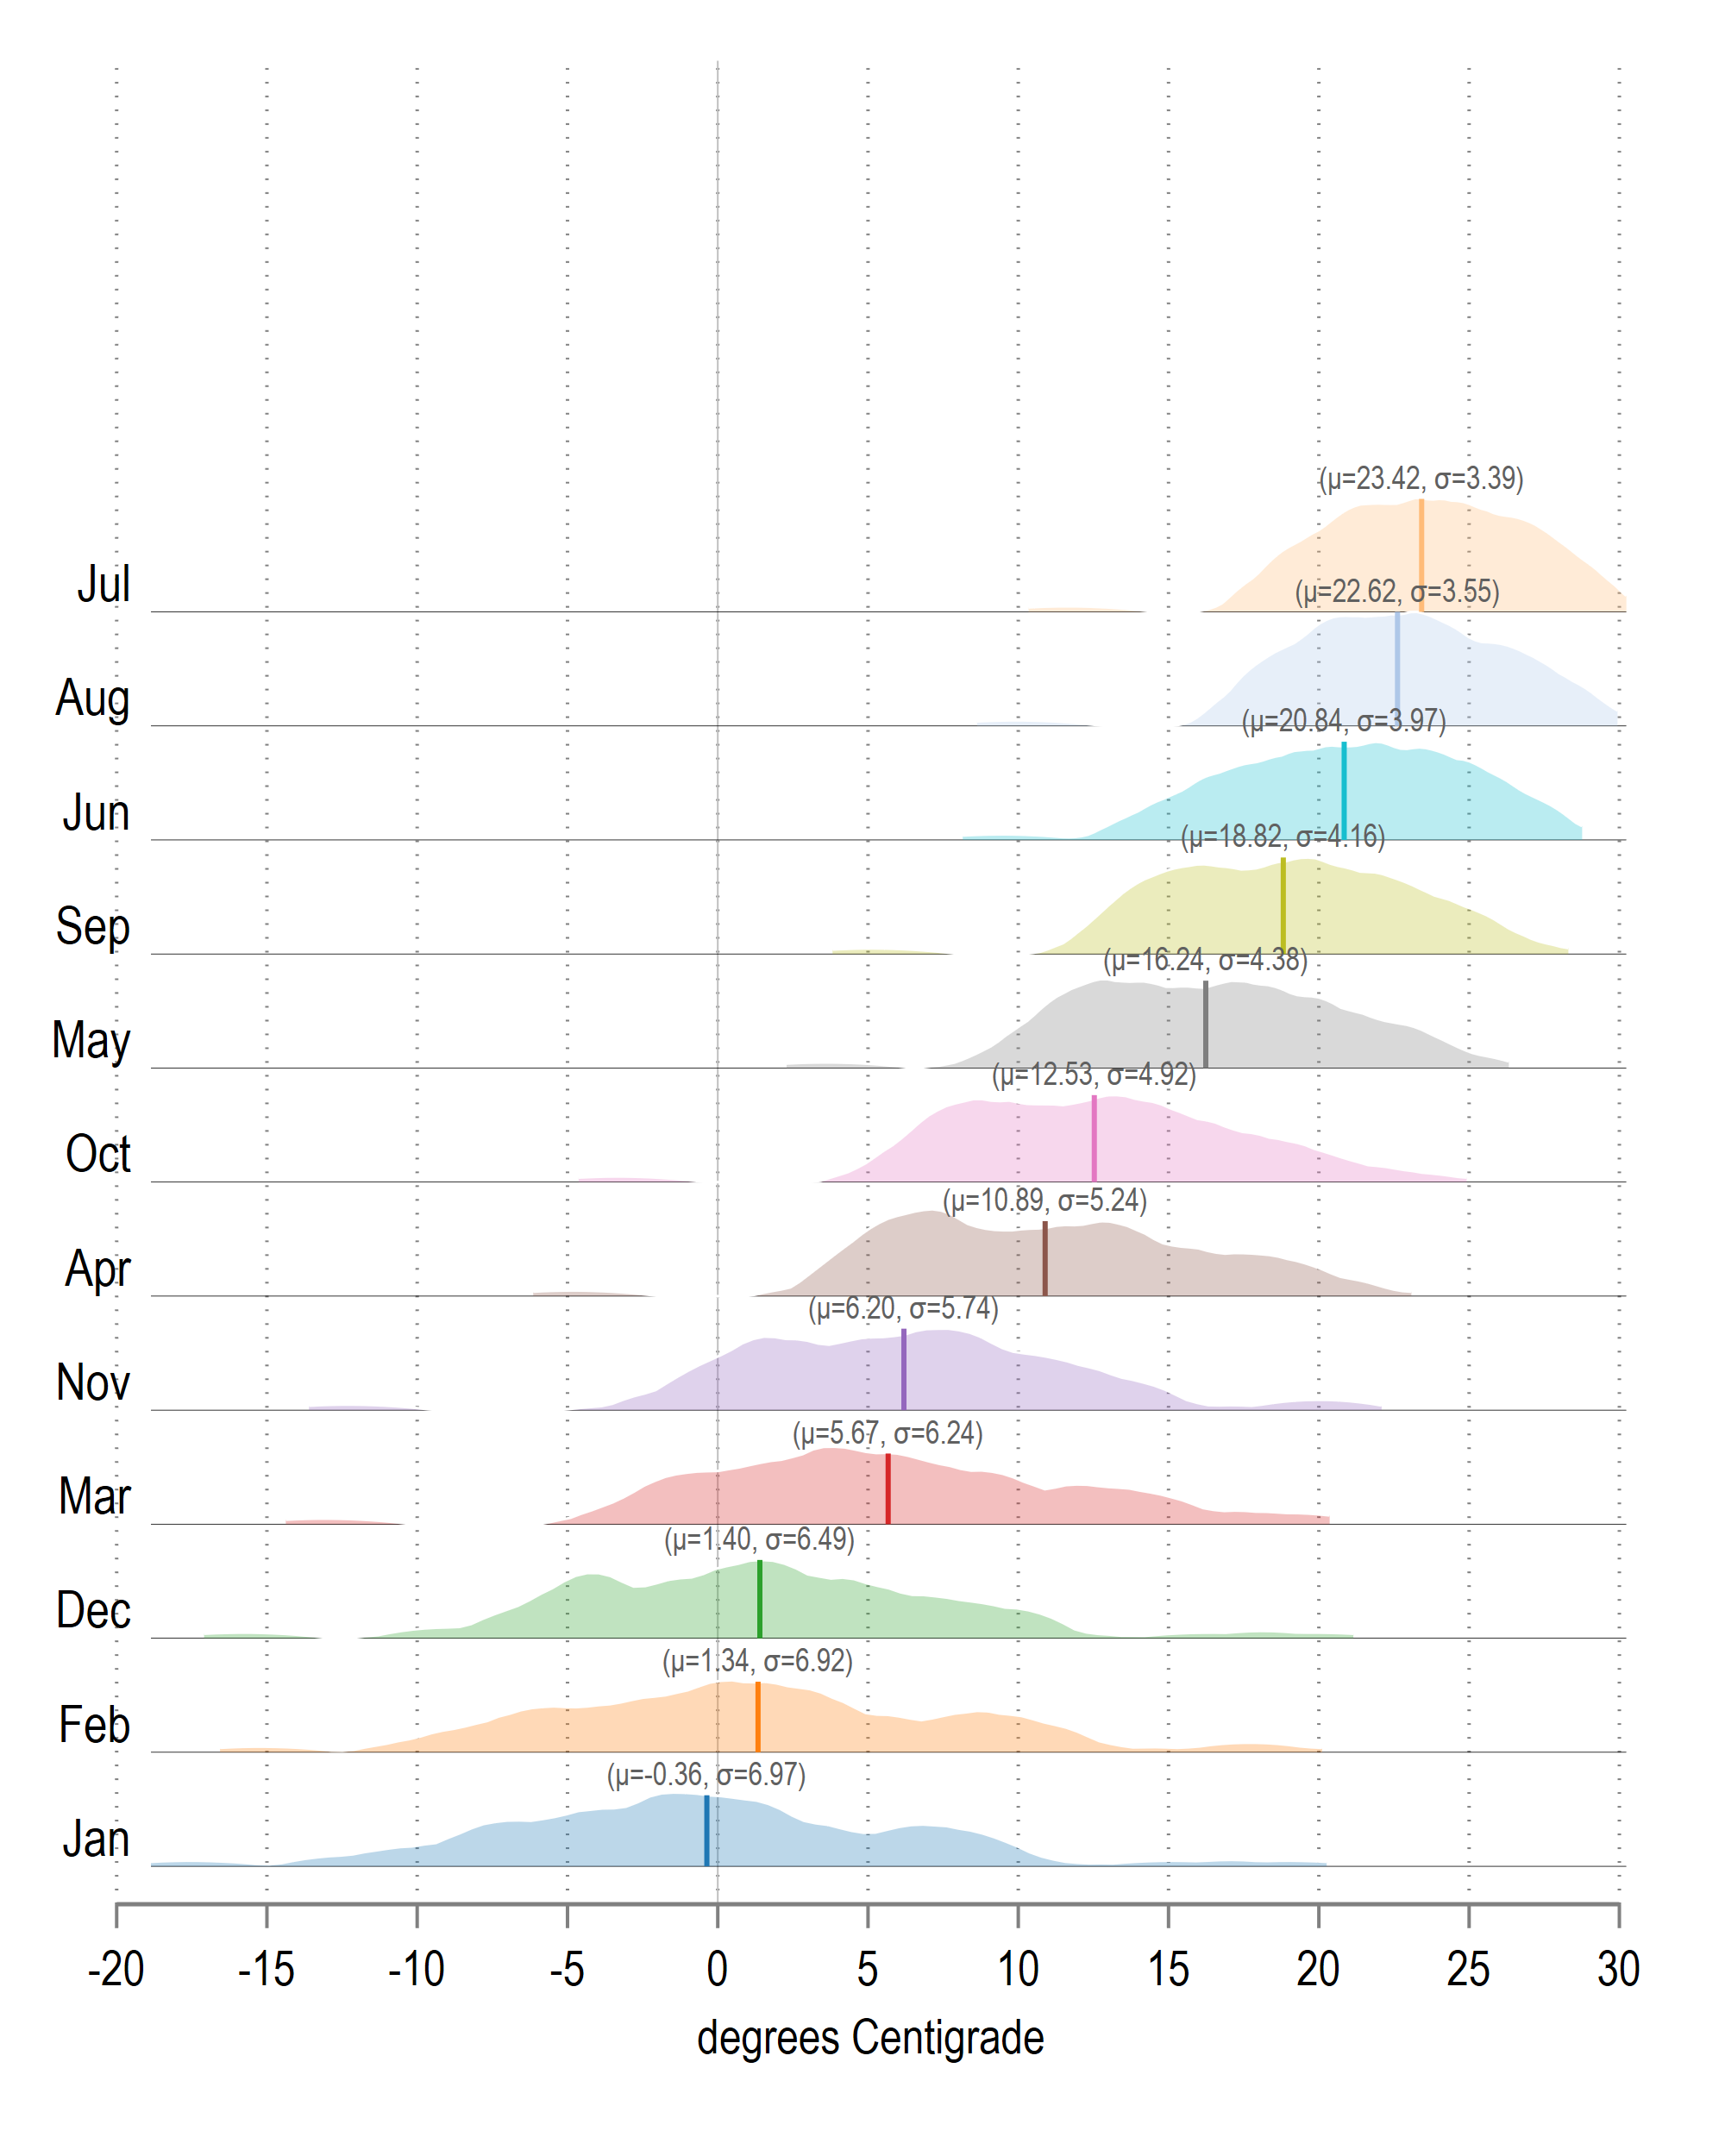 (μ=23.42, σ=3.39)
Jul
(μ=22.62, σ=3.55)
Aug
(μ=20.84, σ=3.97)
Jun
(μ=18.82, σ=4.16)
Sep
(μ=16.24, σ=4.38)
May
(μ=12.53, σ=4.92)
Oct
(μ=10.89, σ=5.24)
Apr
(μ=6.20, σ=5.74)
Nov
(μ=5.67, σ=6.24)
Mar
(μ=1.40, σ=6.49)
Dec
(μ=1.34, σ=6.92)
Feb
(μ=-0.36, σ=6.97)
Jan
-20 -15 -10 -5 0 5 10 15 20 25 30
degrees Centigrade